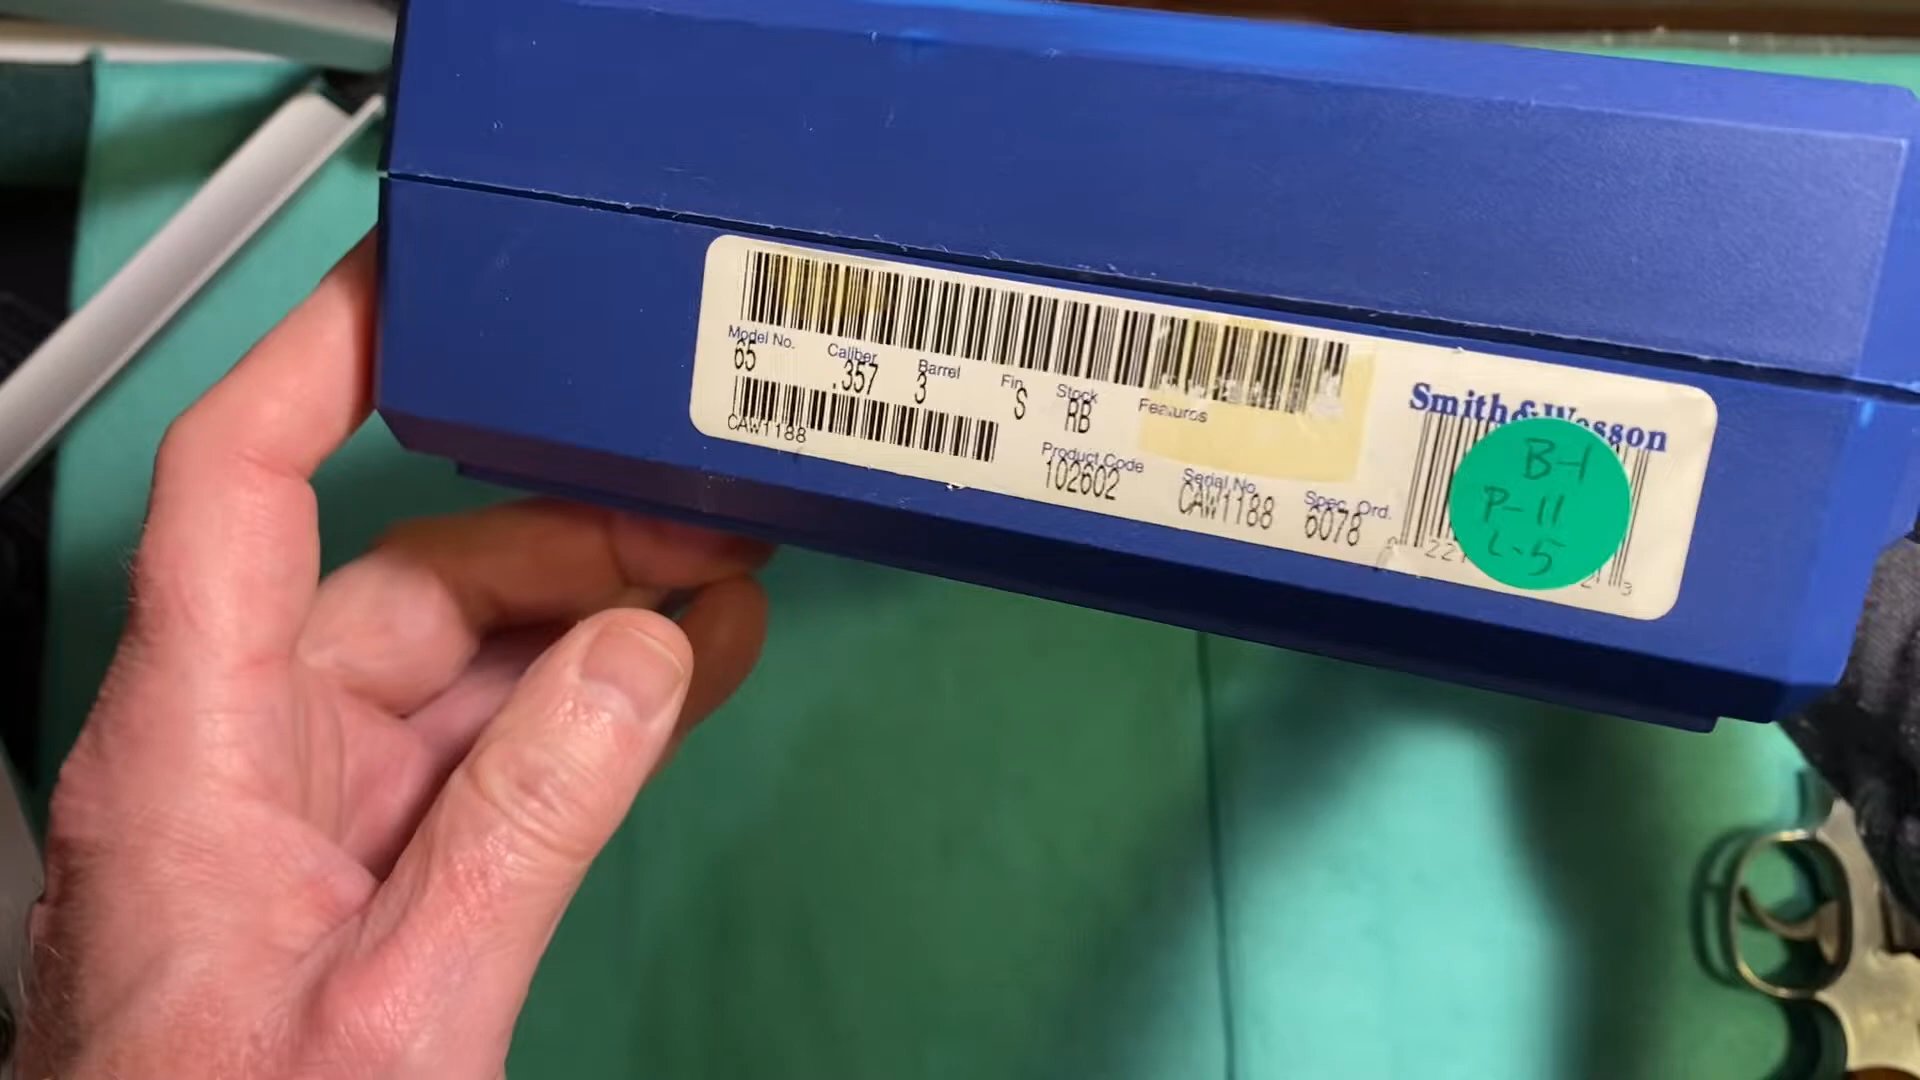 Model No. Caliber Barrel Fin Stock Features
65 .357 3 S RB
CAW1188
Product Code Serial No. Spec. Ord.
102602 CAW1188 6078
Smith & Wesson
B-1
P-11
L-5